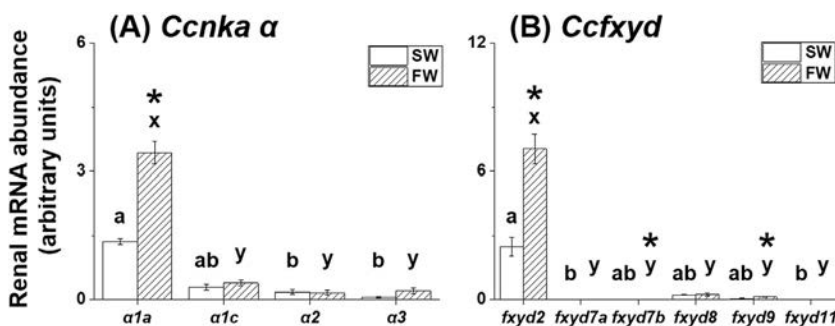 (A) Ccnka α
(B) Ccfxyd
Renal mRNA abundance
(arbitrary units)
6
3
0
SW
FW
*
x
a
ab y b y b y
α1a α1c α2 α3
12
6
0
SW
FW
*
x
a
* *
b y ab y ab y ab y b y
fxyd2 fxyd7a fxyd7b fxyd8 fxyd9 fxyd11